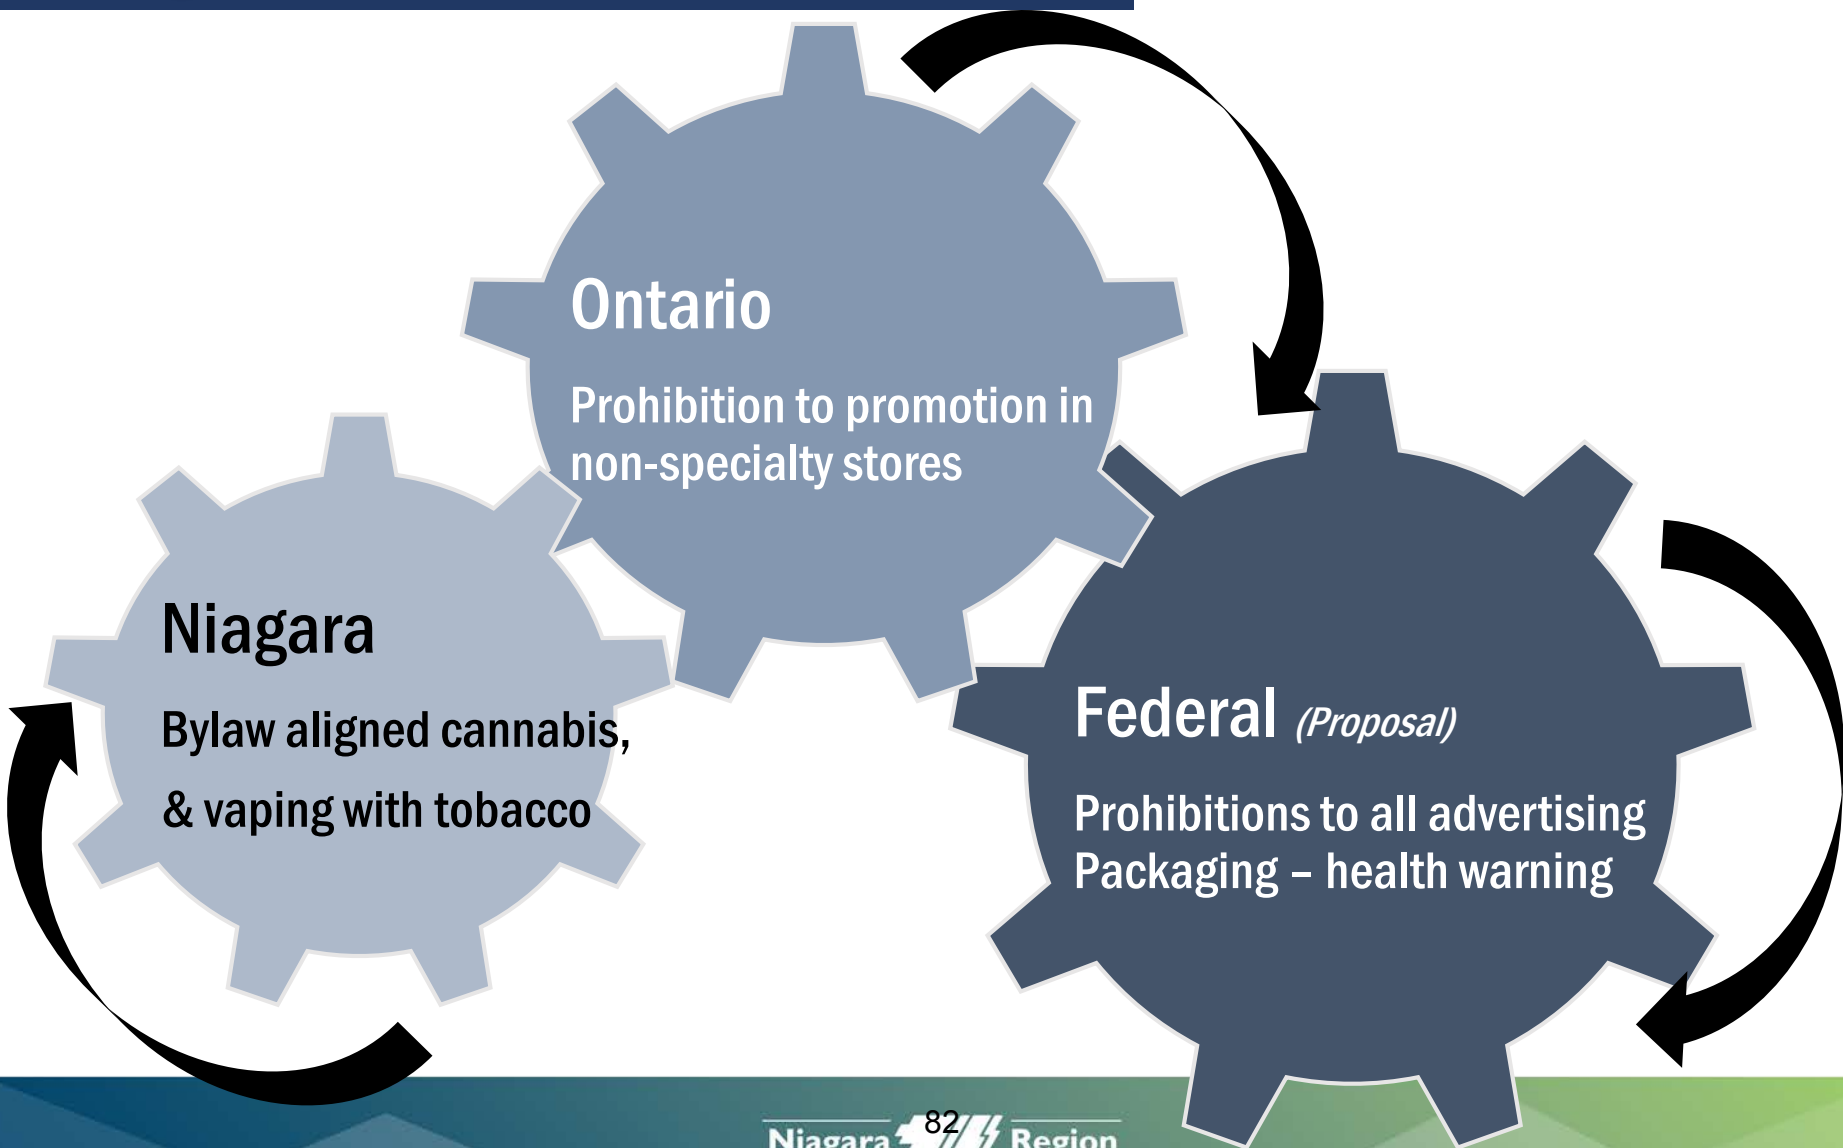 Ontario
Prohibition to promotion in
non-specialty stores
Niagara
Bylaw aligned cannabis,
& vaping with tobacco
Federal (Proposal)
Prohibitions to all advertising
Packaging – health warning
82
Niagara Region